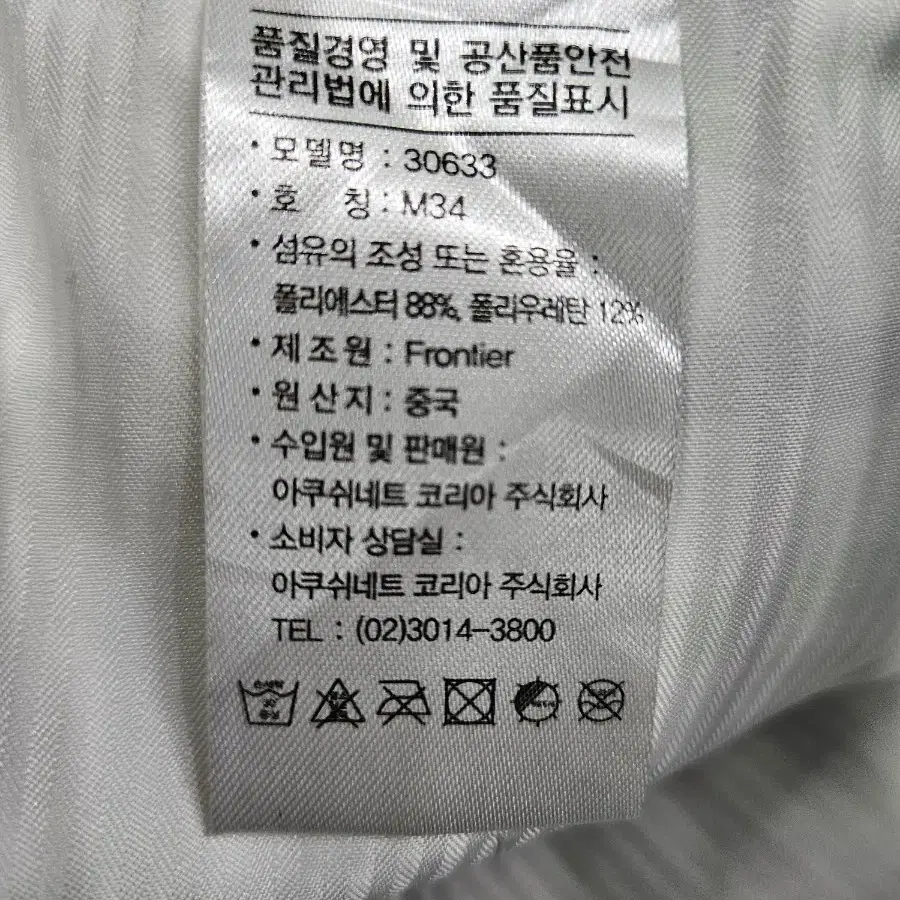 품질경영 및 공산품안전
관리법에 의한 품질표시
• 모델명 : 30633
• 호 칭 : M34
• 섬유의 조성 또는 혼용율 :
폴리에스터 88%, 폴리우레탄 12%
• 제조원 : Frontier
• 원산지 : 중국
• 수입원 및 판매원 :
아쿠쉬네트 코리아 주식회사
• 소비자 상담실 :
아쿠쉬네트 코리아 주식회사
TEL : (02)3014-3800